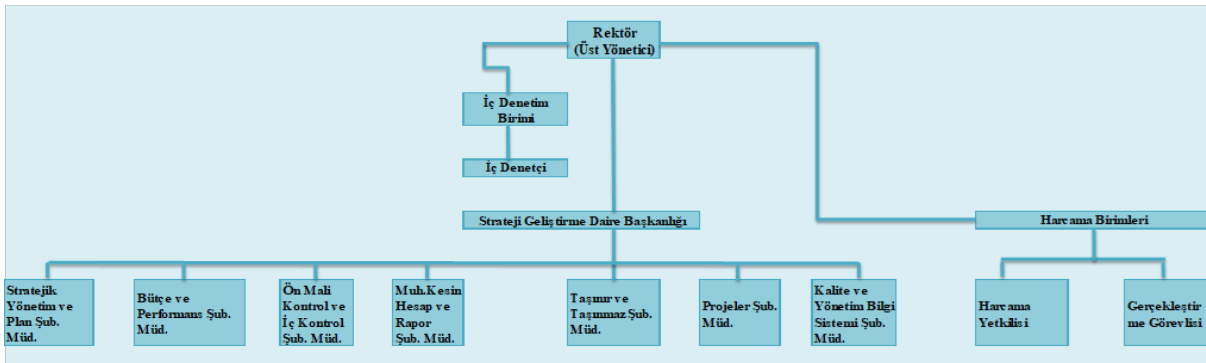 Rektör
(Üst Yönetici)
İç Denetim
Birimi
İç Denetçi
Strateji Geliştirme Daire Başkanlığı
Harcama Birimleri
Stratejik
Yönetim ve
Plan Şub.
Müd.
Bütçe ve
Performans Şub.
Müd.
Ön Mali
Kontrol ve
İç Kontrol
Şub. Müd.
Muh.Kesin
Hesap ve
Rapor
Şub. Müd.
Taşınır ve
Taşınmaz Şub.
Müd.
Projeler Şub.
Müd.
Kalite ve
Yönetim Bilgi
Sistemi Şub.
Müd.
Harcama
Yetkilisi
Gerçekleştir
me Görevlisi